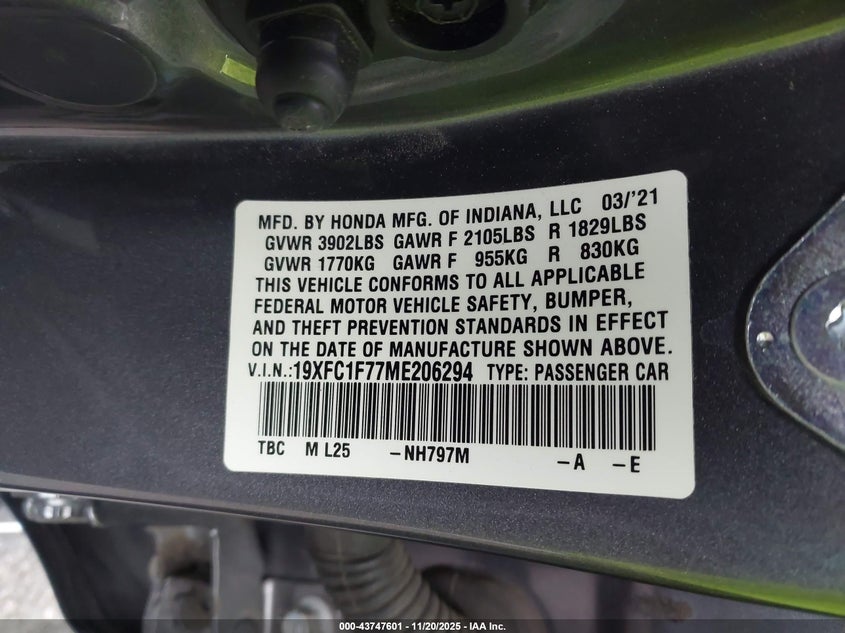 MFD. BY HONDA MFG. OF INDIANA, LLC 03/'21
GVWR 3902LBS GAWR F 2105LBS R 1829LBS
GVWR 1770KG GAWR F 955KG R 830KG
THIS VEHICLE CONFORMS TO ALL APPLICABLE
FEDERAL MOTOR VEHICLE SAFETY, BUMPER,
AND THEFT PREVENTION STANDARDS IN EFFECT
ON THE DATE OF MANUFACTURE SHOWN ABOVE.
V.I.N.:19XFC1F77ME206294 TYPE: PASSENGER CAR
TBC M L25 -NH797M -A -E
000-43747601 - 11/20/2025 - IAA Inc.